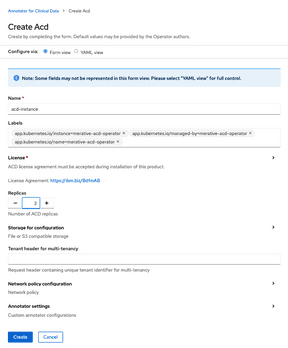 Annotator for Clinical Data > Create Acd
Create Acd
Create by completing the form. Default values may be provided by the Operator authors.
Configure via: Form view YAML view
Note: Some fields may not be represented in this form view. Please select "YAML view" for full control.
Name *
acd-instance
Labels
app.kubernetes.io/instance=merative-acd-operator × app.kubernetes.io/managed-by=merative-acd-operator ×
app.kubernetes.io/name=merative-acd-operator ×
License *
ACD license agreement must be accepted during installation of this product.
License Agreement:
Replicas
− 3 +
Number of ACD replicas
Storage for configuration
File or S3 compatible storage
Tenant header for multi-tenancy
Request header containing unique tenant identifier for multi-tenancy
Network policy configuration
Network policy
Annotator settings
Custom annotator configurations
Create Cancel